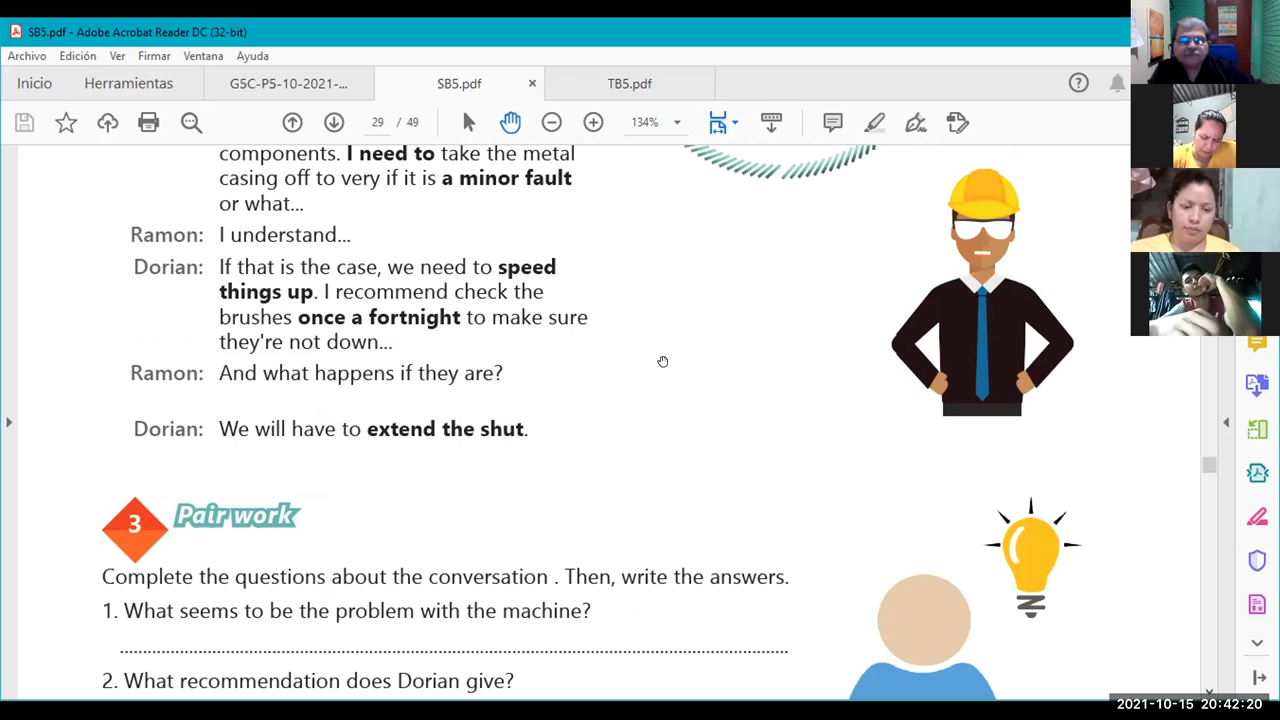 SB5.pdf - Adobe Acrobat Reader DC (32-bit)
Archivo Edición Ver Firmar Ventana Ayuda
Inicio Herramientas G5C-P5-10-2021-... SB5.pdf × TB5.pdf
29 / 49 134%
components. I need to take the metal
casing off to very if it is a minor fault
or what...
Ramon: I understand...
Dorian: If that is the case, we need to speed
things up. I recommend check the
brushes once a fortnight to make sure
they're not down...
Ramon: And what happens if they are?
Dorian: We will have to extend the shut.
3 Pair work
Complete the questions about the conversation . Then, write the answers.
1. What seems to be the problem with the machine?
2. What recommendation does Dorian give?
2021-10-15 20:42:20